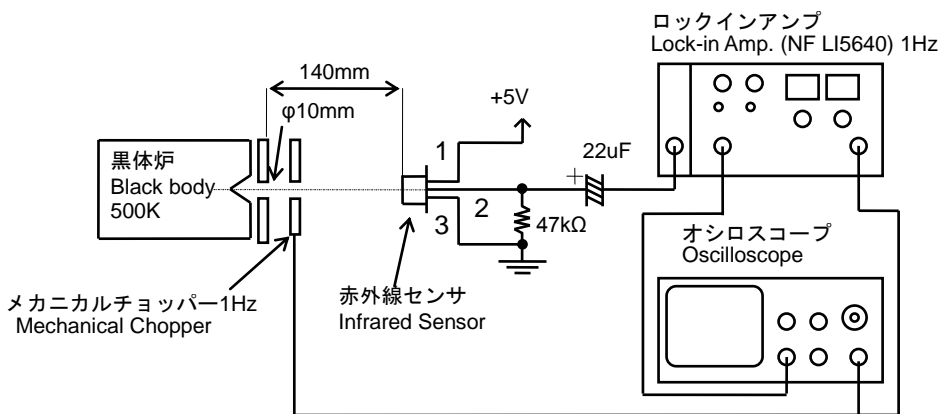 ロックインアンプ
Lock-in Amp. (NF LI5640) 1Hz
140mm
φ10mm
+5V
1
22uF
+
黒体炉
Black body
500K
2
3
47kΩ
オシロスコープ
Oscilloscope
メカニカルチョッパー1Hz
Mechanical Chopper
赤外線センサ
Infrared Sensor